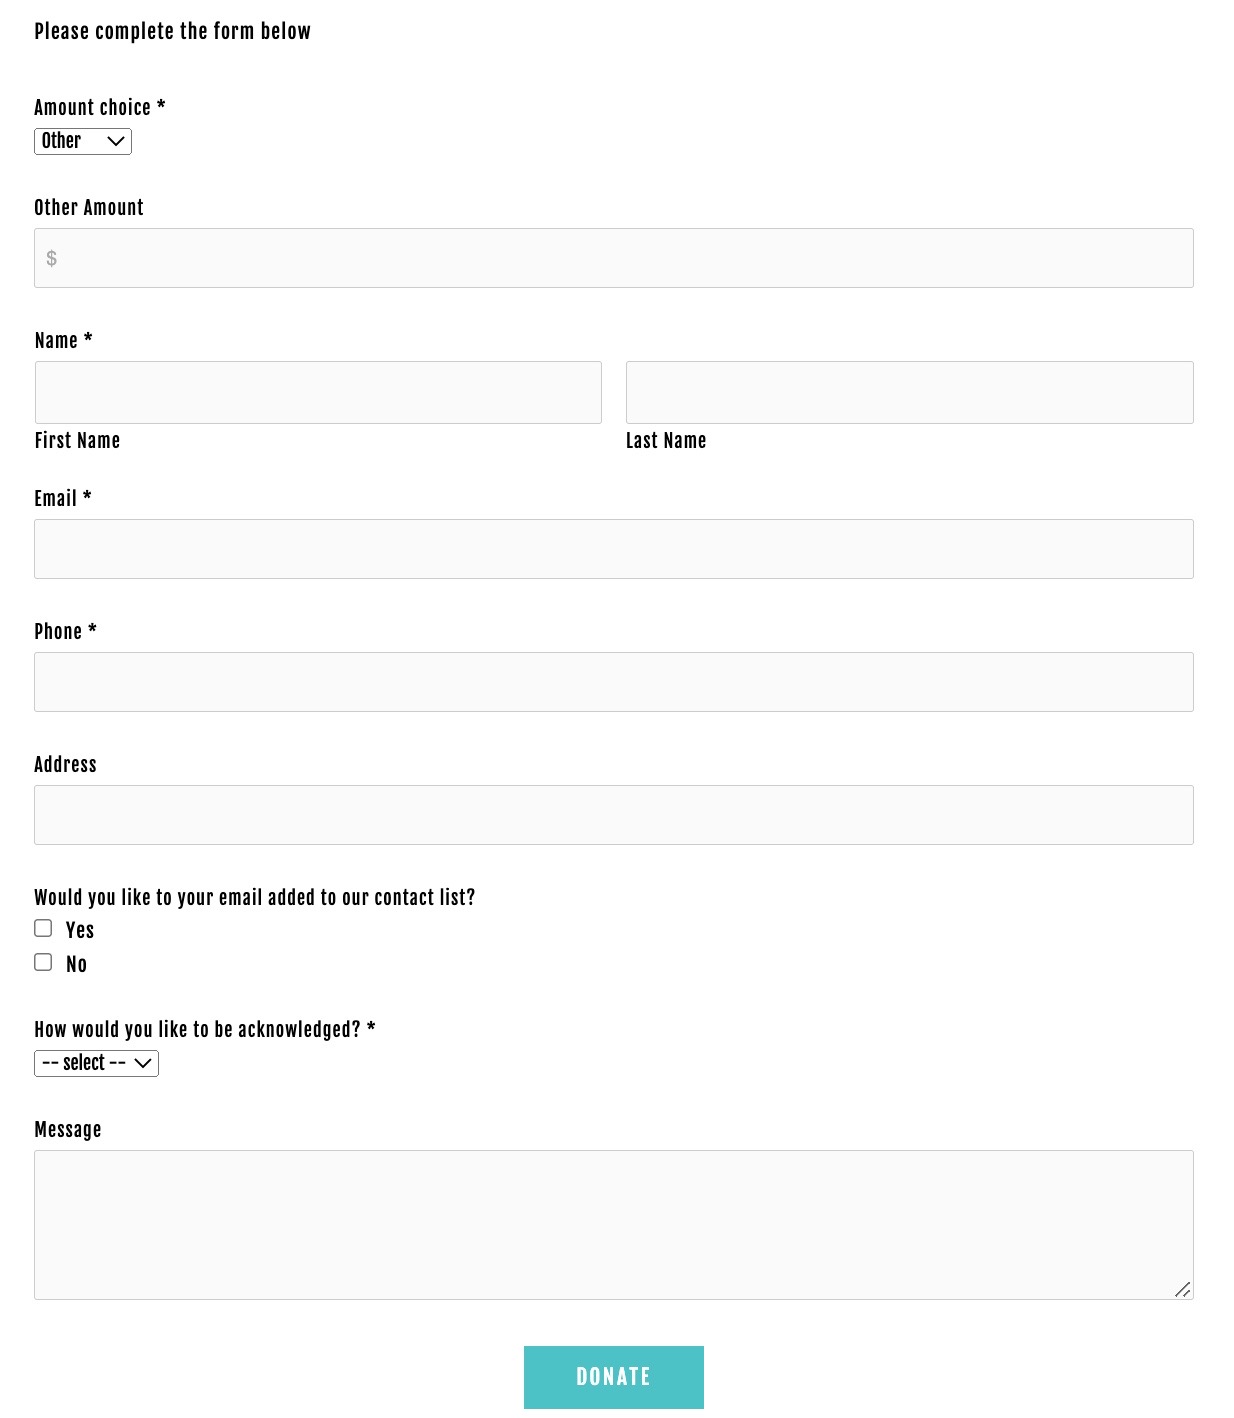 Please complete the form below
Amount choice *
Other
Other Amount
$
Name *
First Name
Last Name
Email *
Phone *
Address
Would you like to your email added to our contact list?
Yes
No
How would you like to be acknowledged? *
-- select --
Message
DONATE